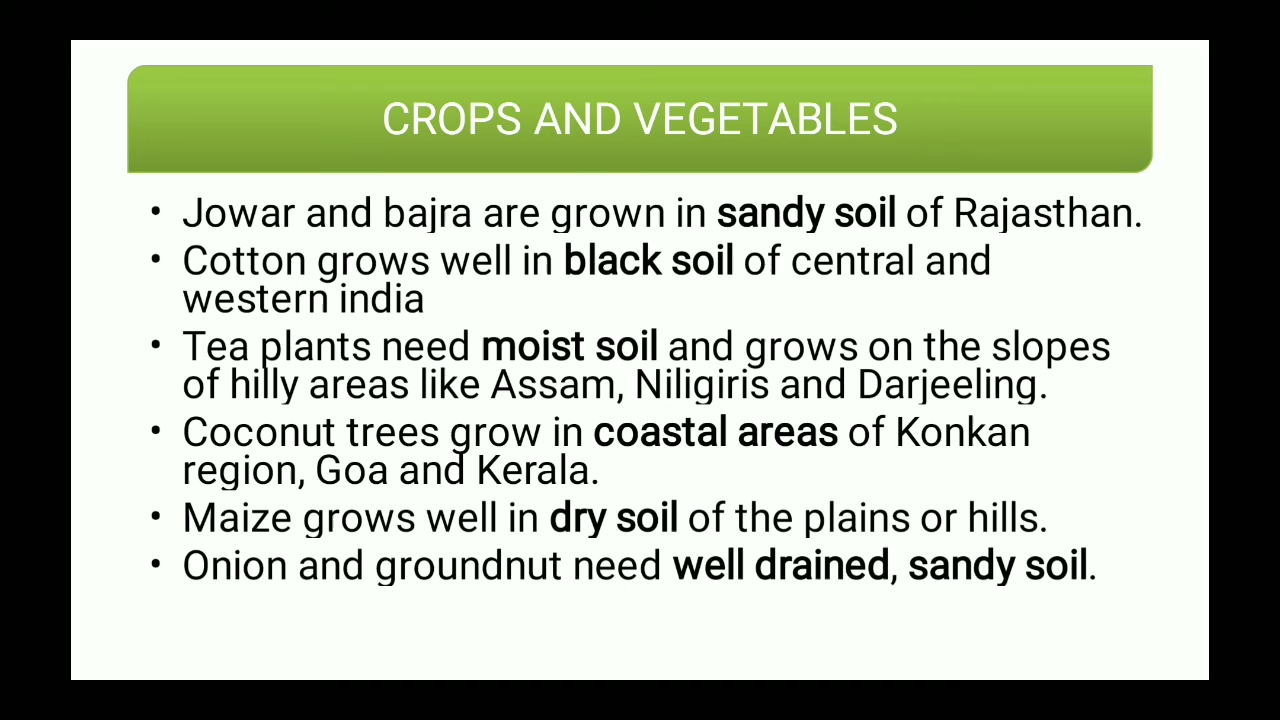 CROPS AND VEGETABLES
• Jowar and bajra are grown in sandy soil of Rajasthan.
• Cotton grows well in black soil of central and
western india
• Tea plants need moist soil and grows on the slopes
of hilly areas like Assam, Niligiris and Darjeeling.
• Coconut trees grow in coastal areas of Konkan
region, Goa and Kerala.
• Maize grows well in dry soil of the plains or hills.
• Onion and groundnut need well drained, sandy soil.